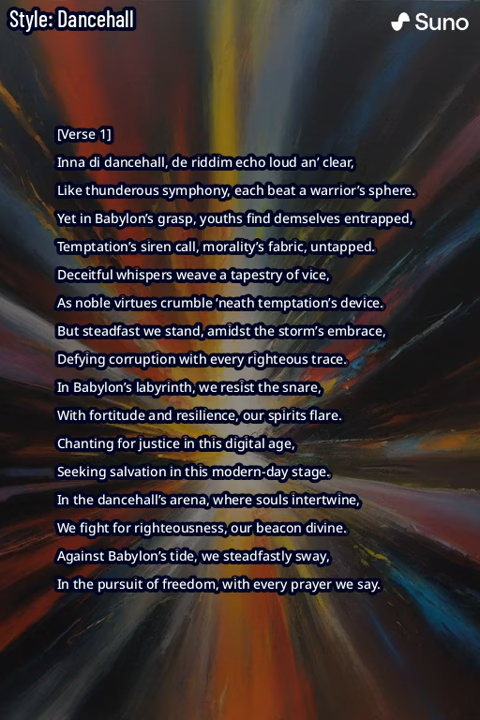 Style: Dancehall
Suno
[Verse 1]
Inna di dancehall, de riddim echo loud an’ clear,
Like thunderous symphony, each beat a warrior’s sphere.
Yet in Babylon’s grasp, youths find demselves entrapped,
Temptation’s siren call, morality’s fabric, untapped.
Deceitful whispers weave a tapestry of vice,
As noble virtues crumble ’neath temptation’s device.
But steadfast we stand, amidst the storm’s embrace,
Defying corruption with every righteous trace.
In Babylon’s labyrinth, we resist the snare,
With fortitude and resilience, our spirits flare.
Chanting for justice in this digital age,
Seeking salvation in this modern-day stage.
In the dancehall’s arena, where souls intertwine,
We fight for righteousness, our beacon divine.
Against Babylon’s tide, we steadfastly sway,
In the pursuit of freedom, with every prayer we say.